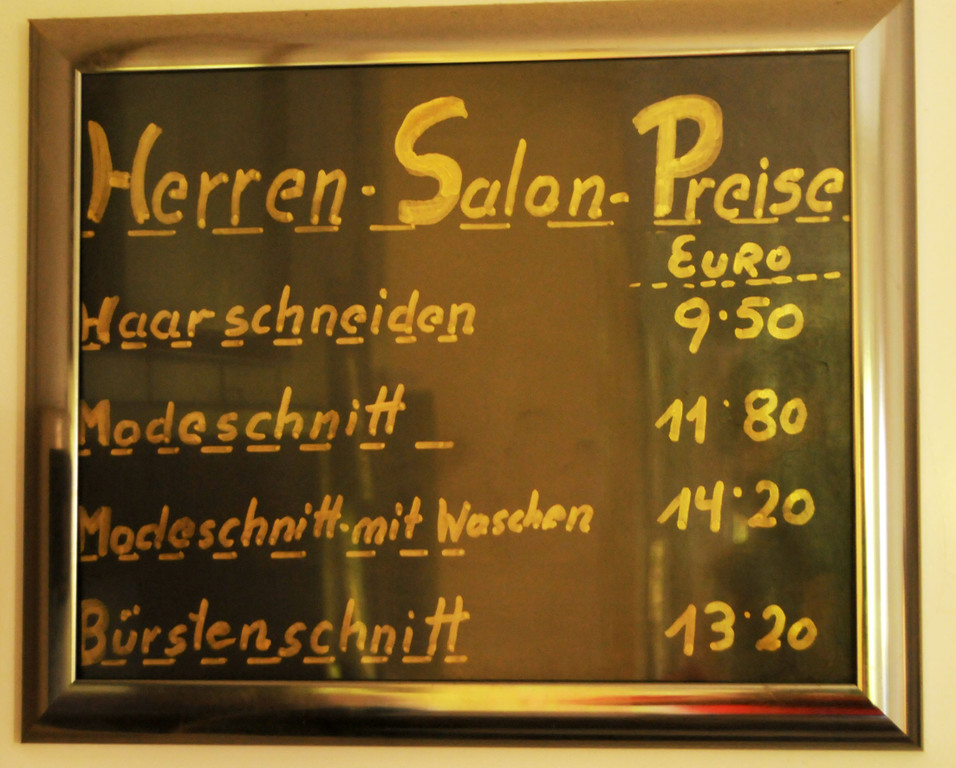 Herren-Salon-Preise
EURO
Haarschneiden 9·50
Modeschnitt 11·80
Modeschnitt-mit Waschen 14·20
Bürstenschnitt 13·20